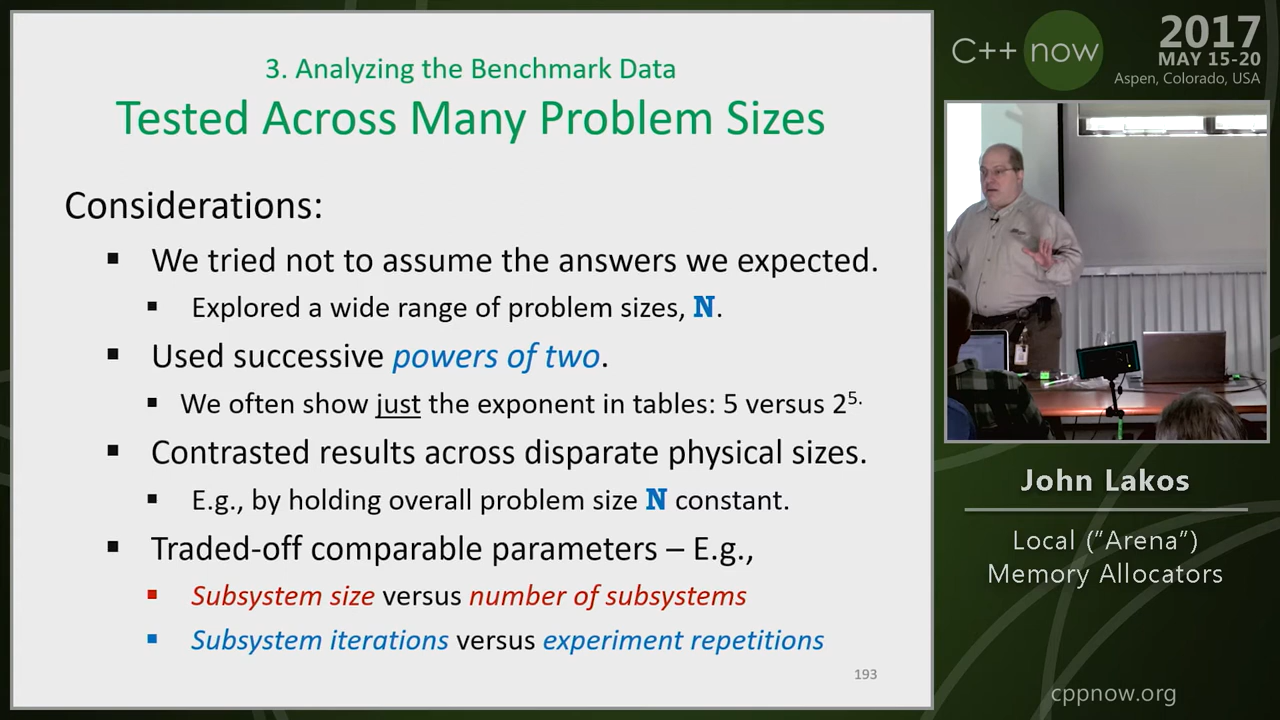 3. Analyzing the Benchmark Data
Tested Across Many Problem Sizes
Considerations:
▪ We tried not to assume the answers we expected.
▪ Explored a wide range of problem sizes, N.
▪ Used successive powers of two.
▪ We often show just the exponent in tables: 5 versus 2⁵.
▪ Contrasted results across disparate physical sizes.
▪ E.g., by holding overall problem size N constant.
▪ Traded-off comparable parameters – E.g.,
▪ Subsystem size versus number of subsystems
▪ Subsystem iterations versus experiment repetitions
193
C++ now
2017
MAY 15-20
Aspen, Colorado, USA
John Lakos
Local (”Arena”)
Memory Allocators
cppnow.org